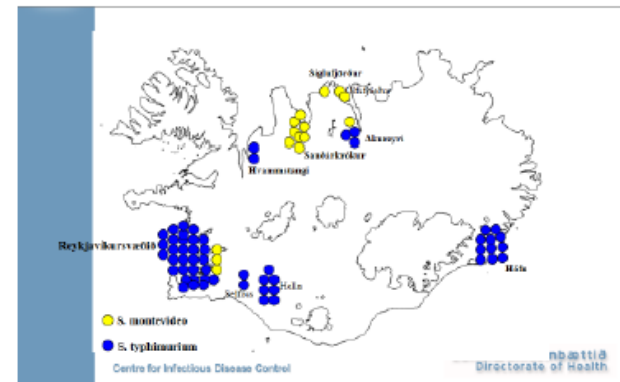 Siglufjörður
Akureyri
Sauðárkrókur
Hvammstangi
Reykjavíkursvæðið
Selfoss
Hella
Höfn
S. montevideo
S. typhimurium
Centre for Infectious Disease Control
Directorate of Health